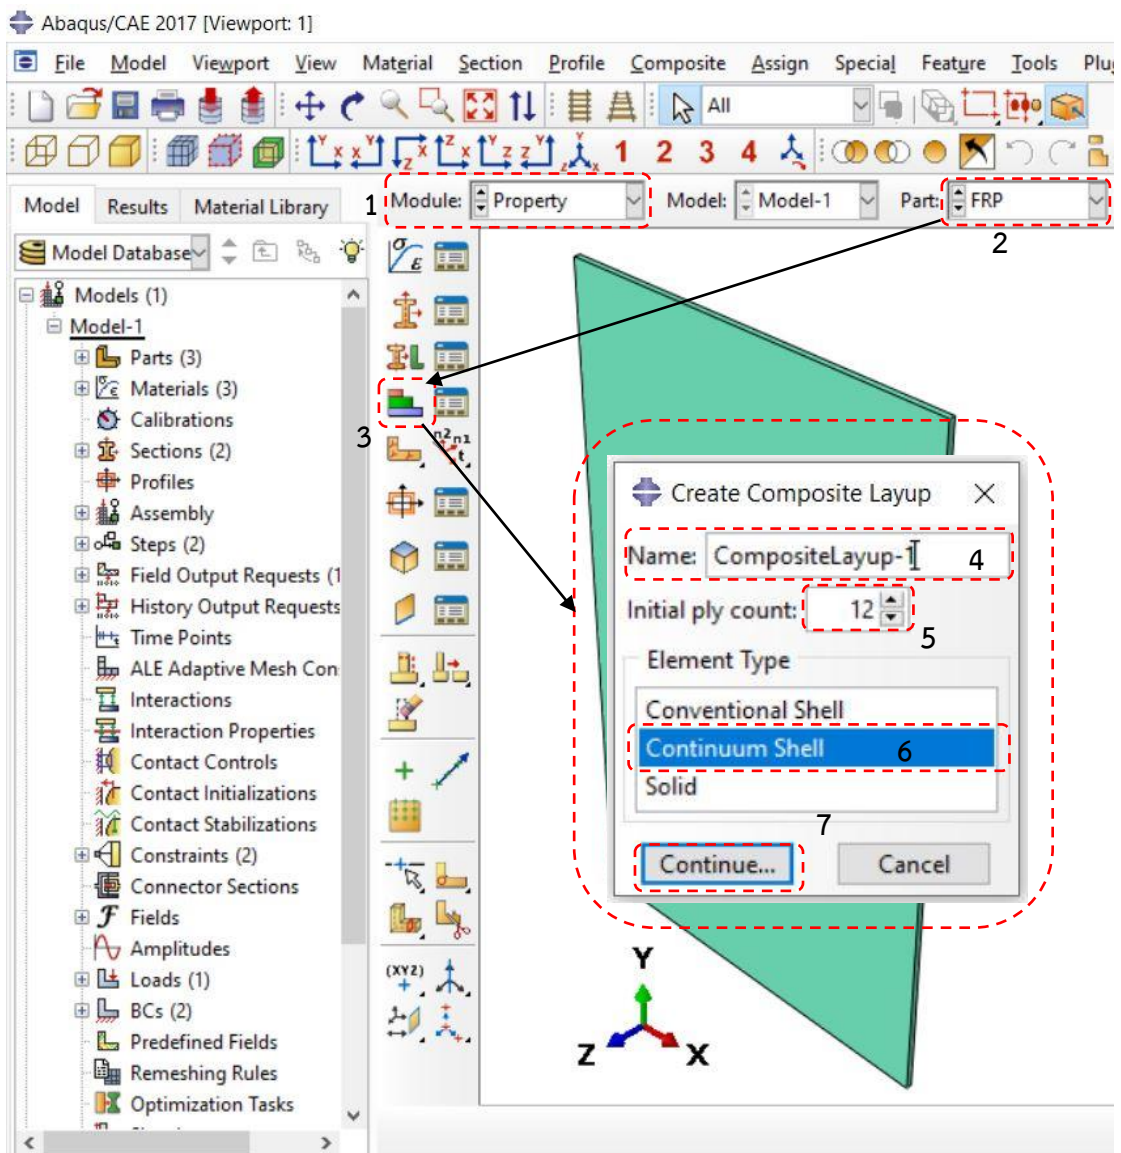 Abaqus/CAE 2017 [Viewport: 1]
File Model Viewport View Material Section Profile Composite Assign Special Feature Tools Plu
All
1 2 3 4
Model Results Material Library
1 Module: Property Model: Model-1 Part: FRP
2
Model Database
Models (1)
Model-1
Parts (3)
Materials (3)
Calibrations
Sections (2)
Profiles
Assembly
Steps (2)
Field Output Requests (1
History Output Requests
Time Points
ALE Adaptive Mesh Con
Interactions
Interaction Properties
Contact Controls
Contact Initializations
Contact Stabilizations
Constraints (2)
Connector Sections
Fields
Amplitudes
Loads (1)
BCs (2)
Predefined Fields
Remeshing Rules
Optimization Tasks
σ
ε
3
n2 n1
t
(XYZ)
Create Composite Layup
Name: CompositeLayup-1 4
Initial ply count: 12
5
Element Type
Conventional Shell
Continuum Shell 6
Solid
7
Continue... Cancel
Y
Z X